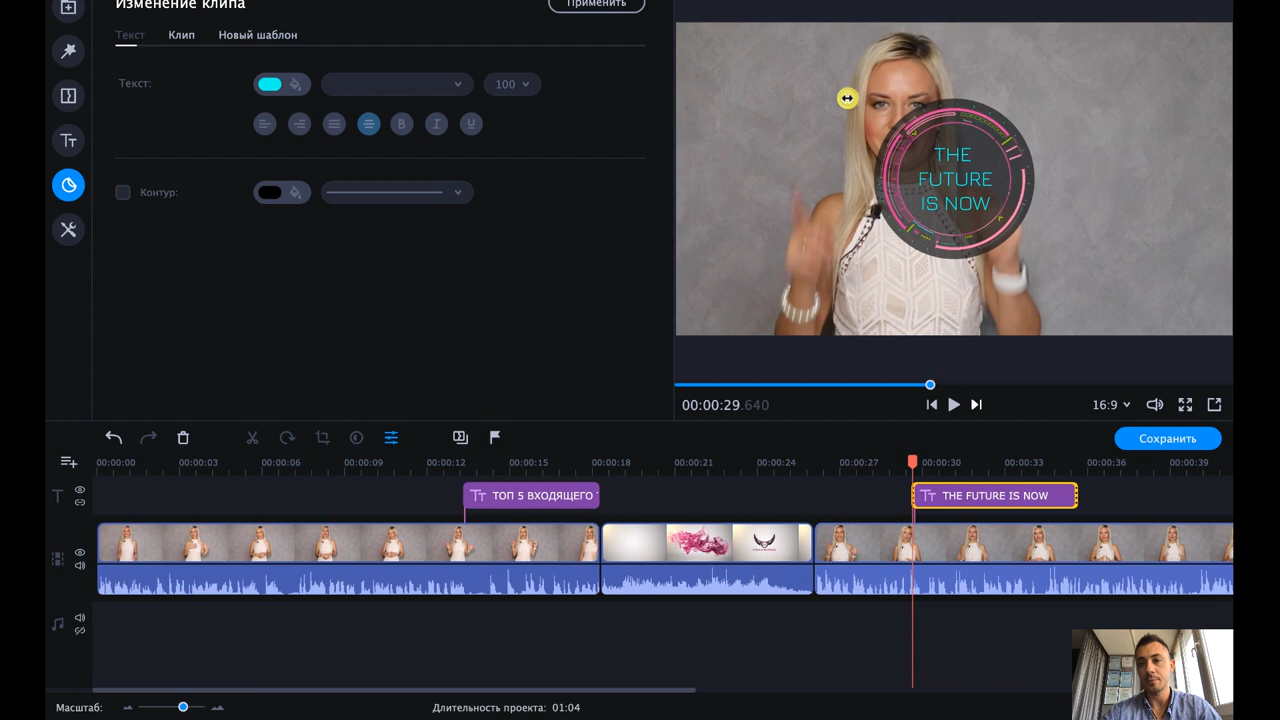 Изменение клипа
Применить
Текст
Клип
Новый шаблон
Текст:
100
B
I
U
Контур:
THE
FUTURE
IS NOW
00:00:29.640
16:9
Сохранить
00:00:00
00:00:03
00:00:06
00:00:09
00:00:12
00:00:15
00:00:18
00:00:21
00:00:24
00:00:27
00:00:30
00:00:33
00:00:36
00:00:39
ТОП 5 ВХОДЯЩЕГО
THE FUTURE IS NOW
Масштаб:
Длительность проекта: 01:04